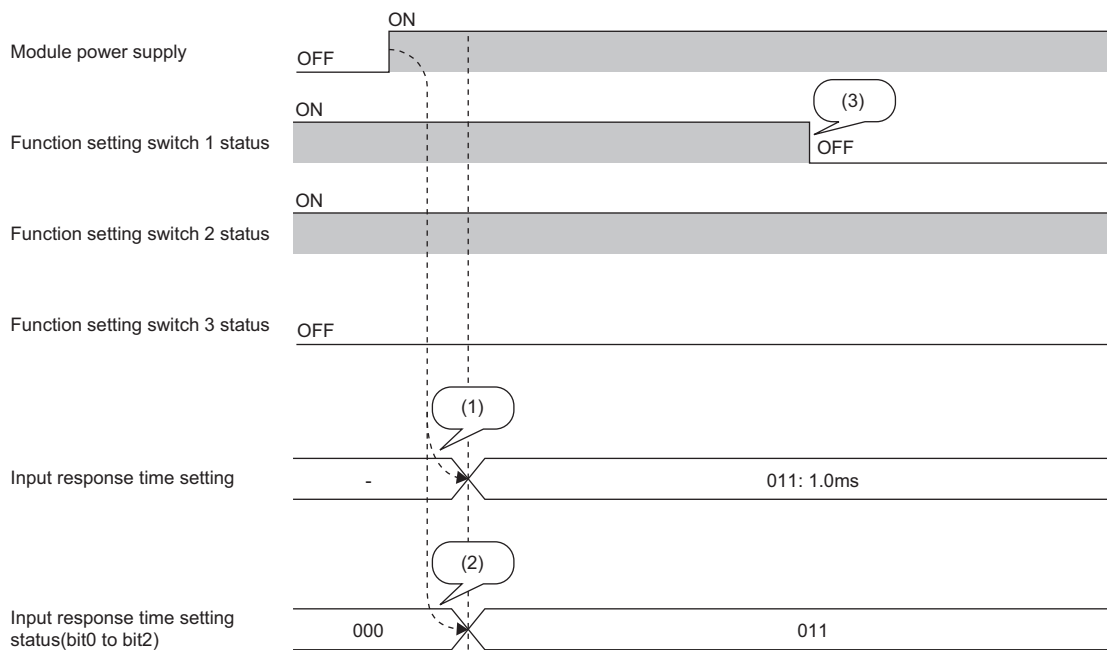 ON
Module power supply
OFF
ON
(3)
Function setting switch 1 status
OFF
ON
Function setting switch 2 status
Function setting switch 3 status
OFF
(1)
Input response time setting
-
011: 1.0ms
(2)
Input response time setting
status(bit0 to bit2)
000
011